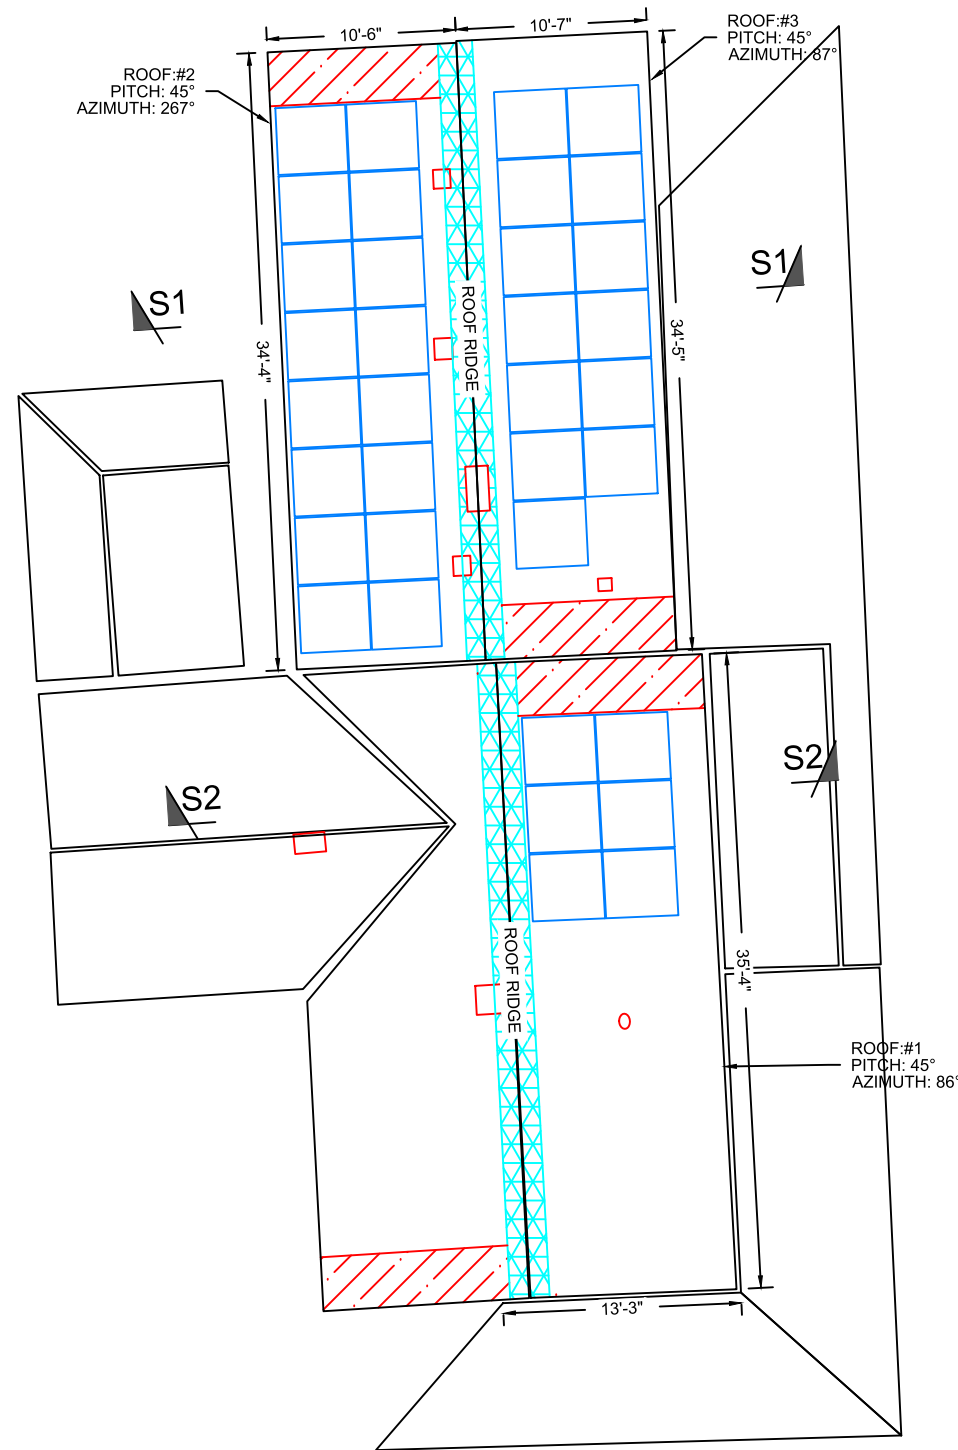 10'-6"
10'-7"
ROOF:#3
PITCH: 45°
AZIMUTH: 87°
ROOF:#2
PITCH: 45°
AZIMUTH: 267°
S1
S1
34'-4"
ROOF RIDGE
34'-5"
S2
S2
ROOF RIDGE
35'-4"
ROOF:#1
PITCH: 45°
AZIMUTH: 86°
13'-3"